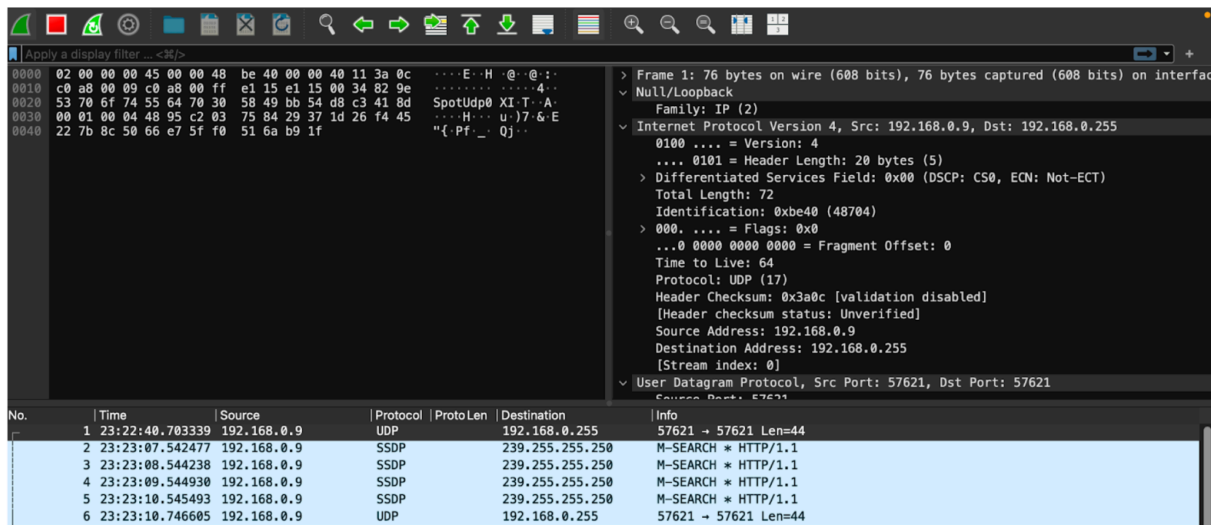 Apply a display filter ... <⌘/>
0000 02 00 00 00 45 00 00 48 be 40 00 00 40 11 3a 0c ····E··H ·@··@·:·
0010 c0 a8 00 09 c0 a8 00 ff e1 15 e1 15 00 34 82 9e ········ ·····4··
0020 53 70 6f 74 55 64 70 30 58 49 bb 54 d8 c3 41 8d SpotUdp0 XI·T··A·
0030 00 01 00 04 48 95 c2 03 75 84 29 37 1d 26 f4 45 ····H··· u·)7·&·E
0040 22 7b 8c 50 66 e7 5f f0 51 6a b9 1f "{·Pf·_· Qj··
Frame 1: 76 bytes on wire (608 bits), 76 bytes captured (608 bits) on interfac
Null/Loopback
Family: IP (2)
Internet Protocol Version 4, Src: 192.168.0.9, Dst: 192.168.0.255
0100 .... = Version: 4
.... 0101 = Header Length: 20 bytes (5)
Differentiated Services Field: 0x00 (DSCP: CS0, ECN: Not-ECT)
Total Length: 72
Identification: 0xbe40 (48704)
000. .... = Flags: 0x0
...0 0000 0000 0000 = Fragment Offset: 0
Time to Live: 64
Protocol: UDP (17)
Header Checksum: 0x3a0c [validation disabled]
[Header checksum status: Unverified]
Source Address: 192.168.0.9
Destination Address: 192.168.0.255
[Stream index: 0]
User Datagram Protocol, Src Port: 57621, Dst Port: 57621
Source Port: 57621
No. Time Source Protocol Proto Len Destination Info
1 23:22:40.703339 192.168.0.9 UDP 192.168.0.255 57621 → 57621 Len=44
2 23:23:07.542477 192.168.0.9 SSDP 239.255.255.250 M-SEARCH * HTTP/1.1
3 23:23:08.544238 192.168.0.9 SSDP 239.255.255.250 M-SEARCH * HTTP/1.1
4 23:23:09.544930 192.168.0.9 SSDP 239.255.255.250 M-SEARCH * HTTP/1.1
5 23:23:10.545493 192.168.0.9 SSDP 239.255.255.250 M-SEARCH * HTTP/1.1
6 23:23:10.746605 192.168.0.9 UDP 192.168.0.255 57621 → 57621 Len=44